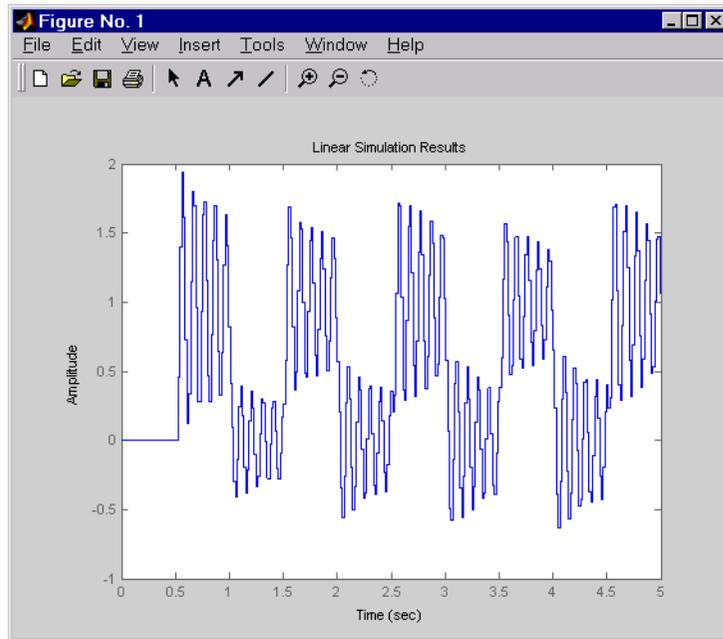 Figure No. 1
File Edit View Insert Tools Window Help
A
Linear Simulation Results
2
1.5
1
0.5
0
-0.5
-1
Amplitude
0 0.5 1 1.5 2 2.5 3 3.5 4 4.5 5
Time (sec)